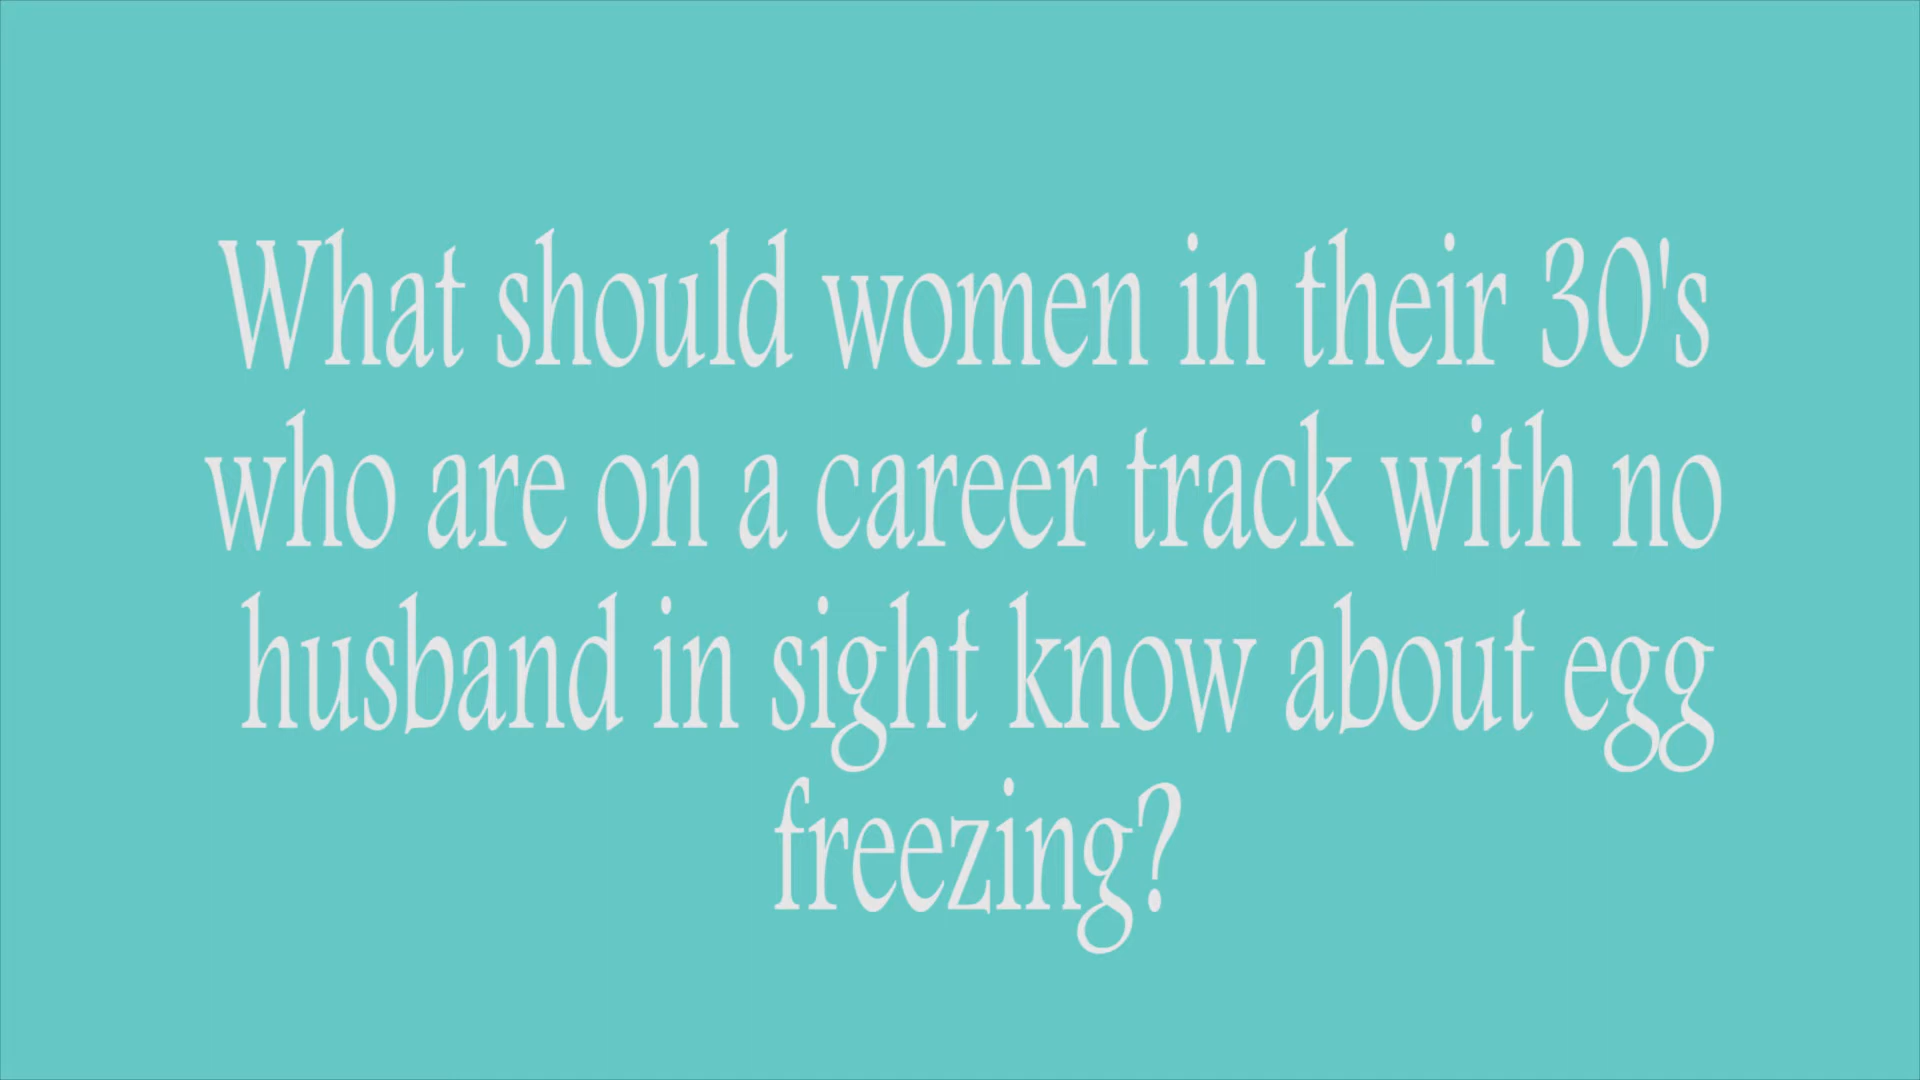 What should women in their 30's
who are on a career track with no
husband in sight know about egg
freezing?